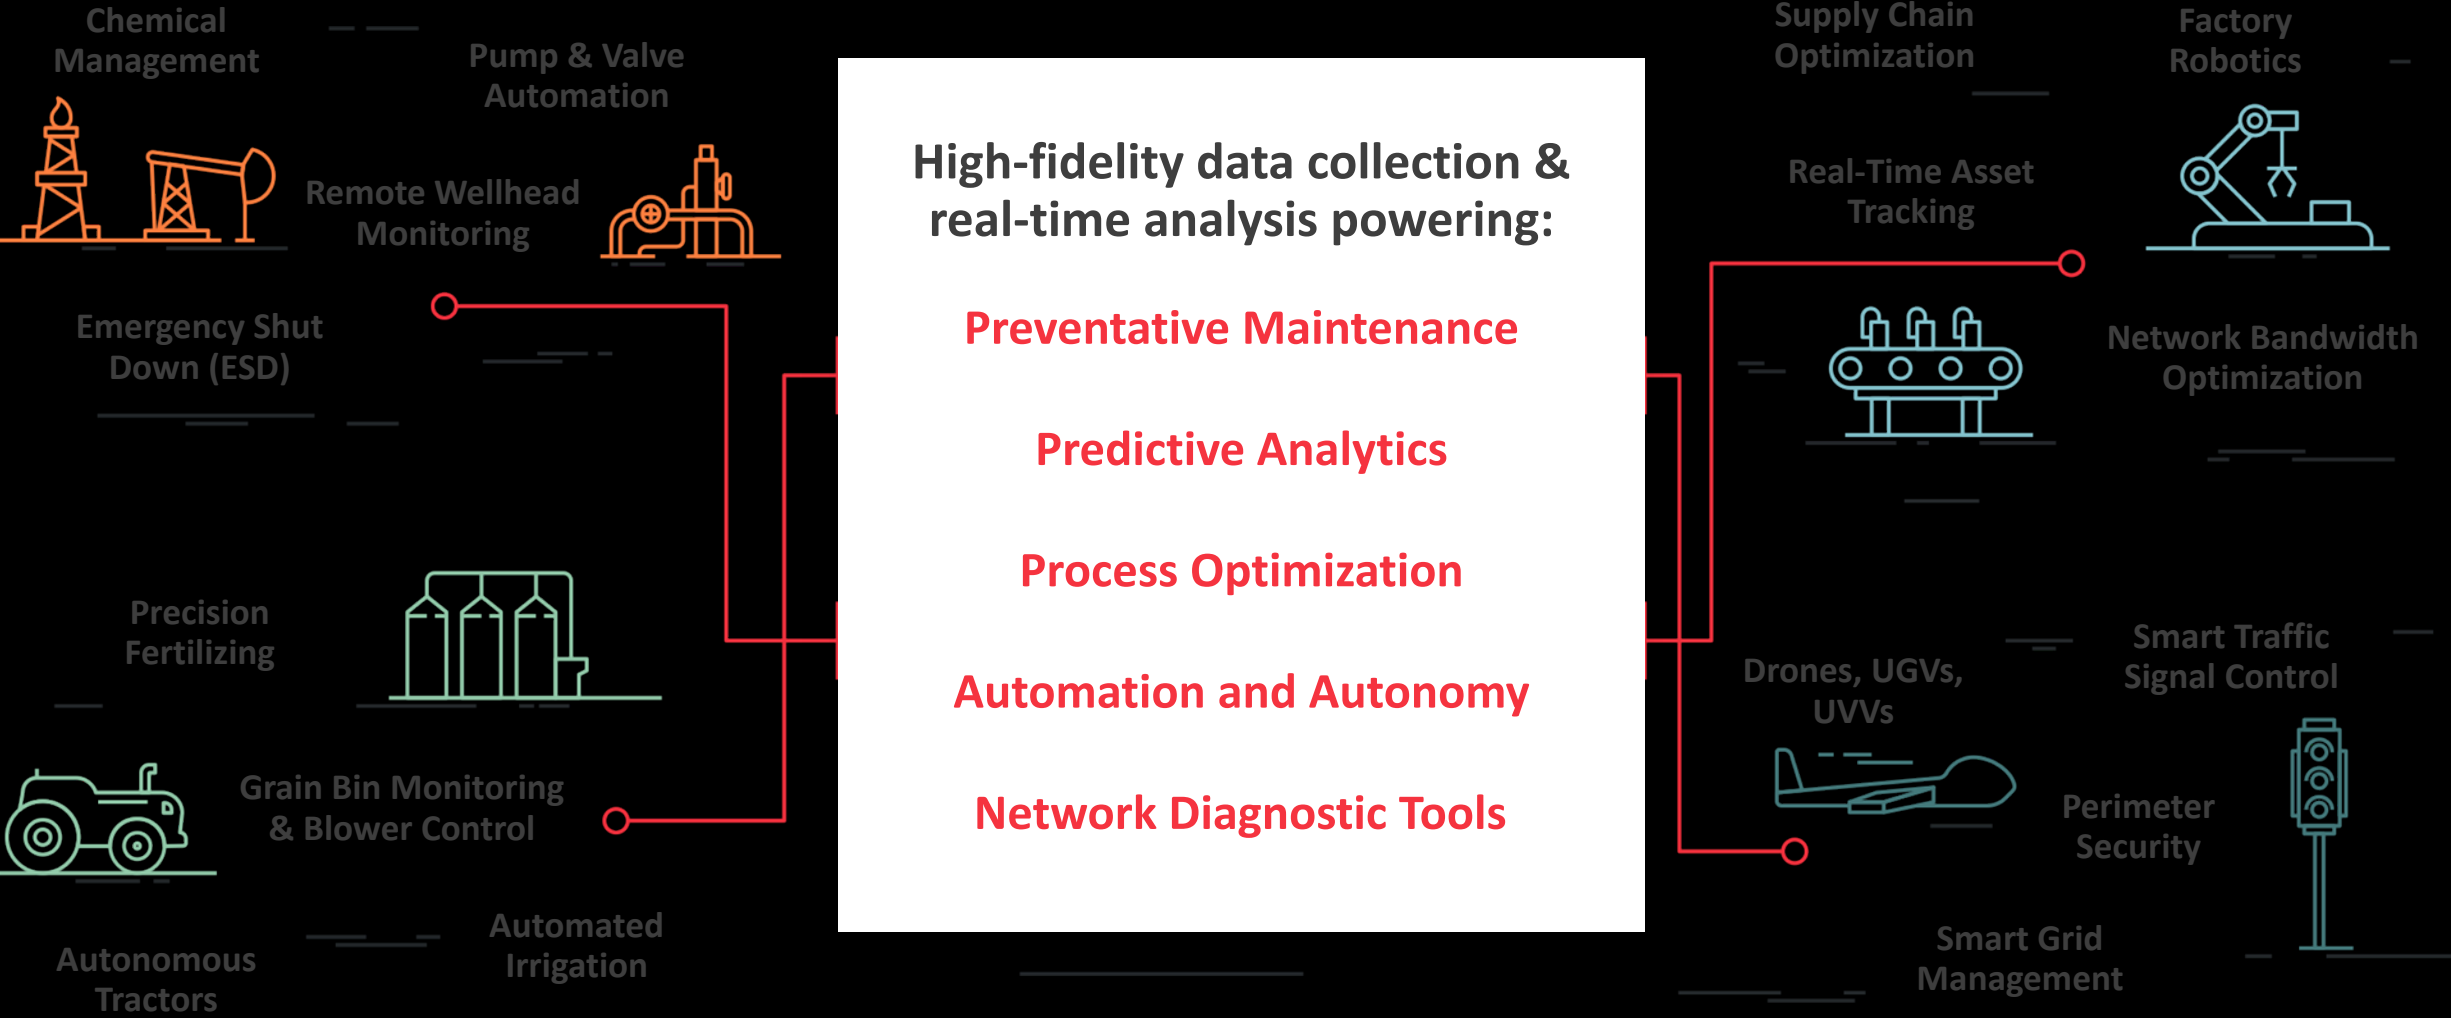 Chemical
Management
Pump & Valve
Automation
Remote Wellhead
Monitoring
Emergency Shut
Down (ESD)
Precision
Fertilizing
Grain Bin Monitoring
& Blower Control
Automated
Irrigation
Autonomous
Tractors
High-fidelity data collection &
real-time analysis powering:
Preventative Maintenance
Predictive Analytics
Process Optimization
Automation and Autonomy
Network Diagnostic Tools
Supply Chain
Optimization
Factory
Robotics
Real-Time Asset
Tracking
Network Bandwidth
Optimization
Smart Traffic
Signal Control
Drones, UGVs,
UVVs
Perimeter
Security
Smart Grid
Management